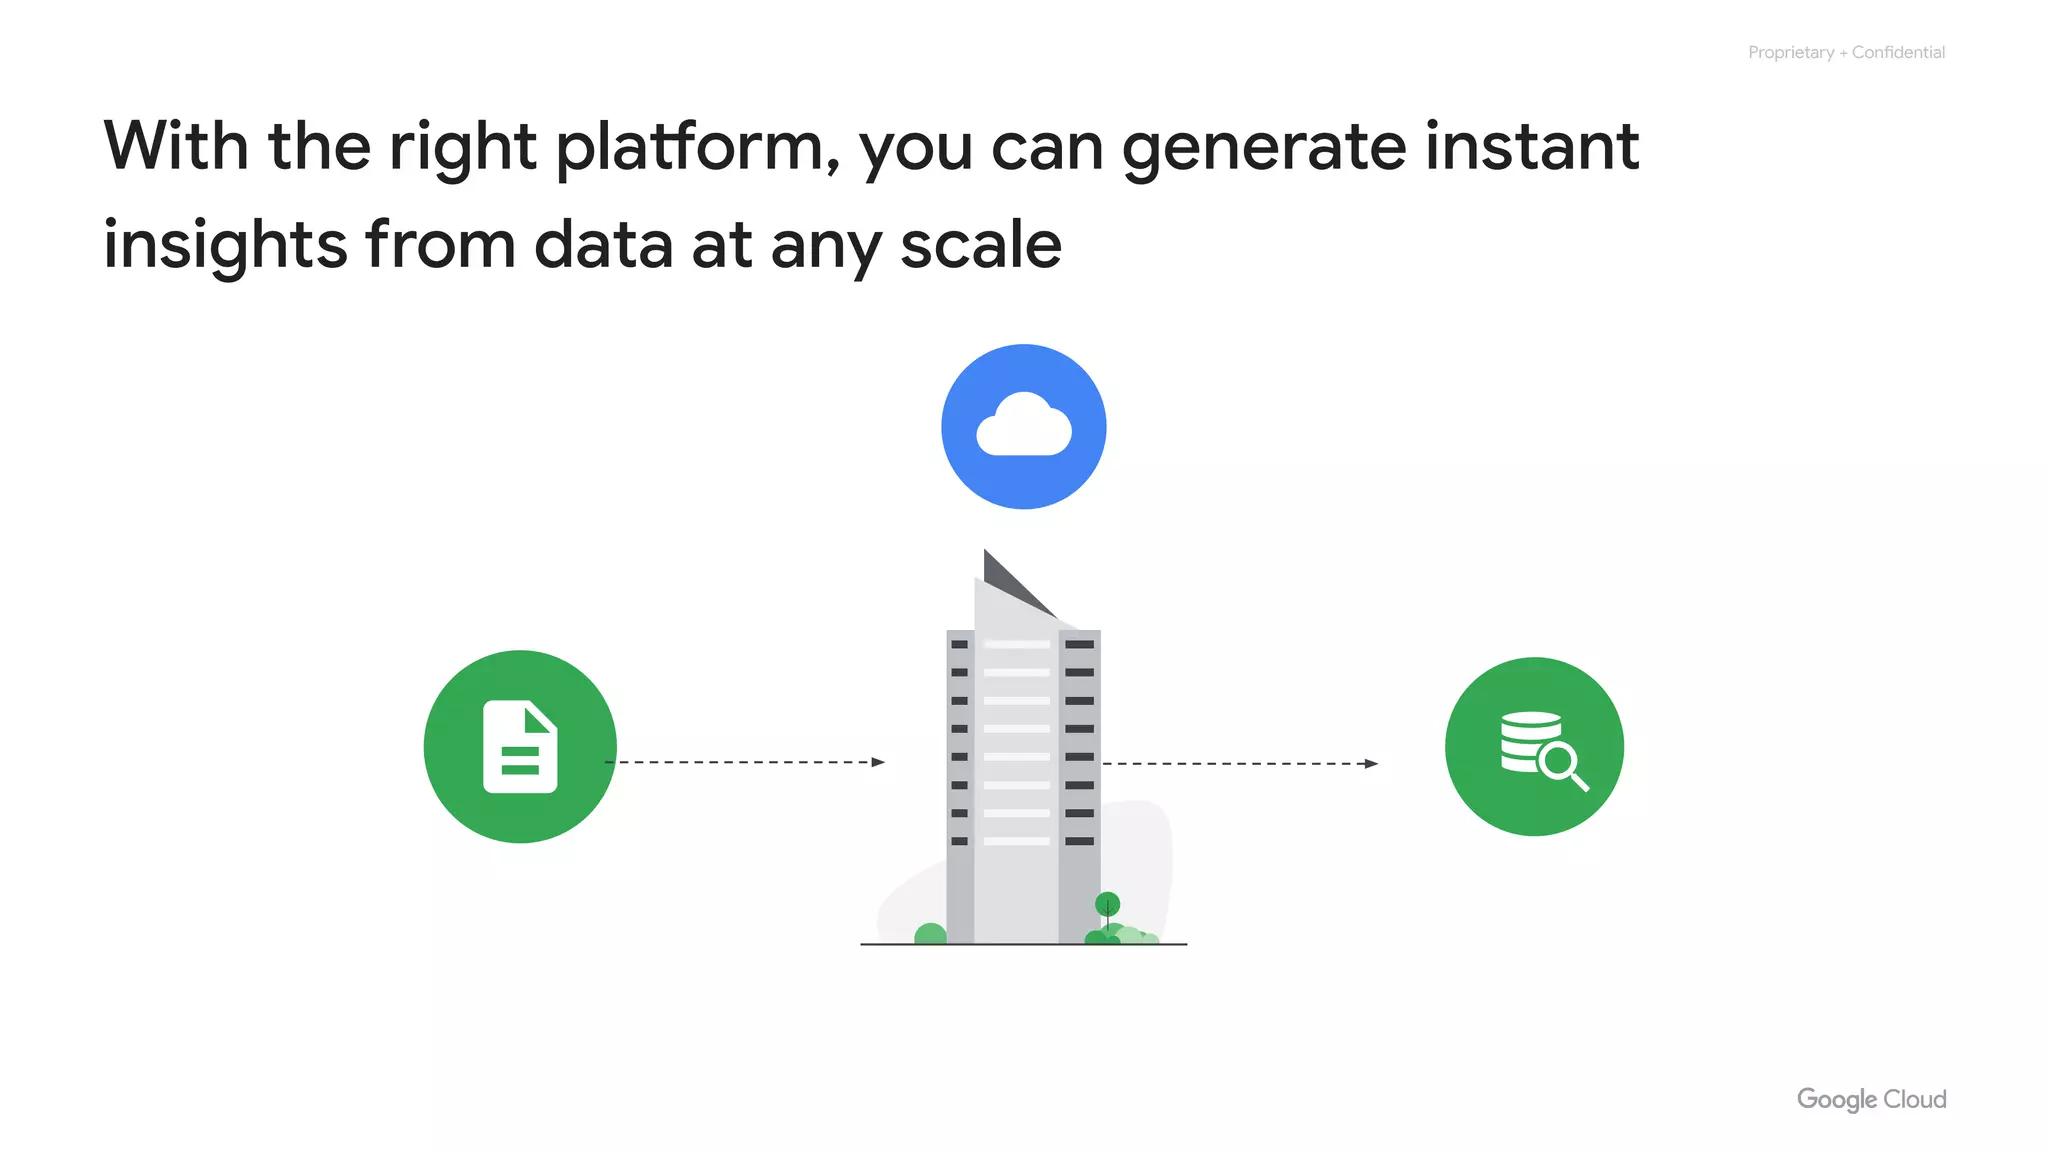 Proprietary + Confidential
With the right platform, you can generate instant
insights from data at any scale
Google Cloud